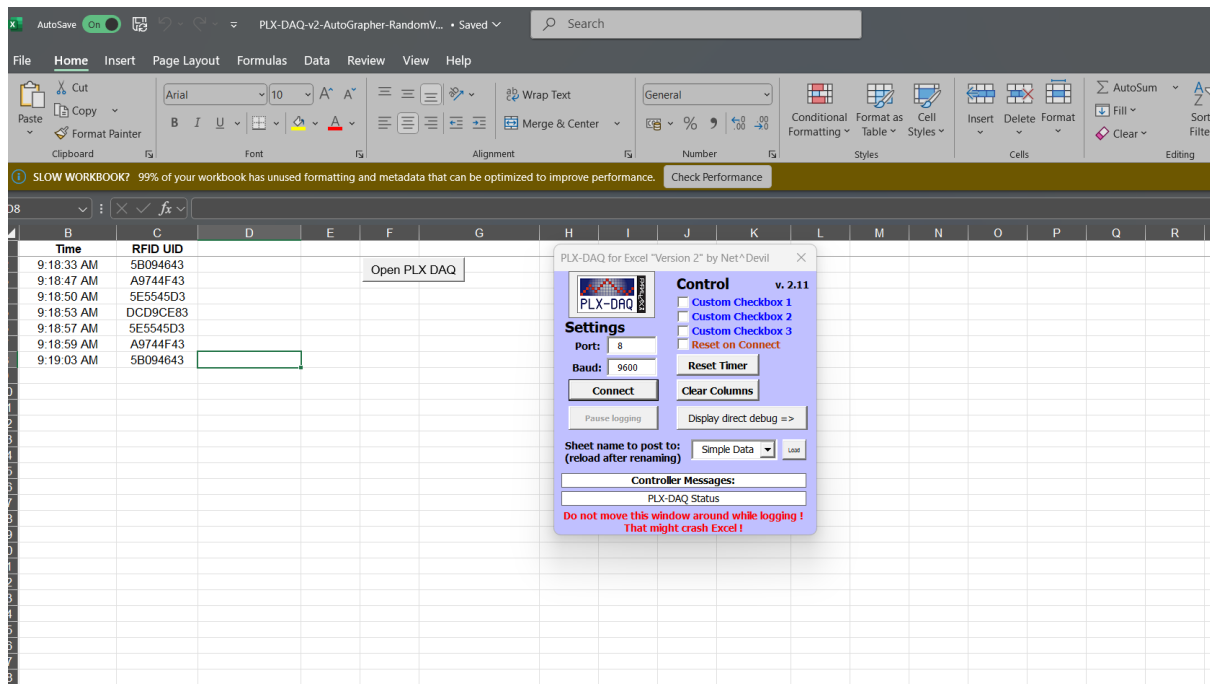 AutoSave On PLX-DAQ-v2-AutoGrapher-RandomV... • Saved Search
File Home Insert Page Layout Formulas Data Review View Help
Paste Cut Copy Format Painter
Arial 10 A^ A˅
B I U A
Wrap Text
Merge & Center
General
% 9 .00
Conditional Formatting Format as Table Cell Styles
Insert Delete Format
AutoSum
Fill
Clear
Clipboard Font Alignment Number Styles Cells Editing
SLOW WORKBOOK? 99% of your workbook has unused formatting and metadata that can be optimized to improve performance. Check Performance
fx
B C D E F G H I J K L M N O P Q R
Time RFID UID
9:18:33 AM 5B094643
9:18:47 AM A9744F43
9:18:50 AM 5E5545D3
9:18:53 AM DCD9CE83
9:18:57 AM 5E5545D3
9:18:59 AM A9744F43
9:19:03 AM 5B094643
Open PLX DAQ
PLX-DAQ for Excel "Version 2" by Net^Devil
PLX-DAQ
Control v. 2.11
Custom Checkbox 1
Custom Checkbox 2
Custom Checkbox 3
Reset on Connect
Settings
Port: 8
Baud: 9600
Reset Timer
Connect
Clear Columns
Pause logging
Display direct debug =>
Sheet name to post to:
(reload after renaming)
Simple Data
Load
Controller Messages:
PLX-DAQ Status
Do not move this window around while logging !
That might crash Excel !